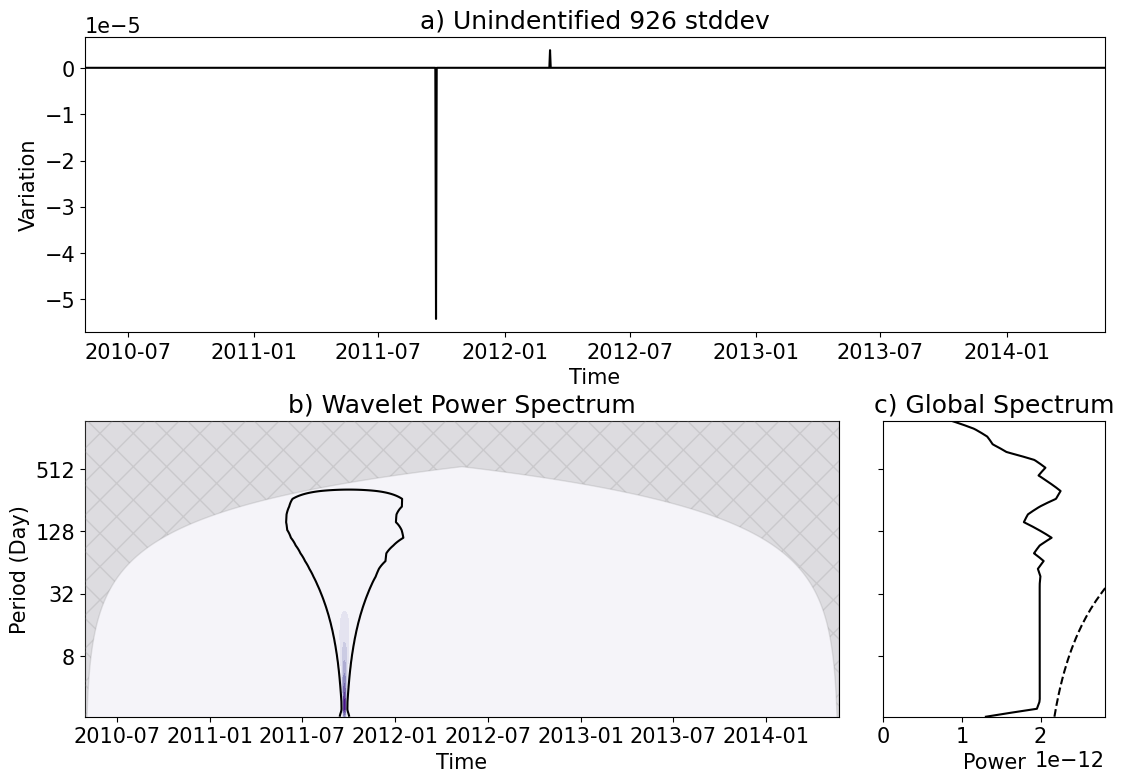 a) Unidentified 926 stddev
1e−5
0
−1
−2
−3
−4
−5
Variation
2010-07 2011-01 2011-07 2012-01 2012-07 2013-01 2013-07 2014-01
Time
b) Wavelet Power Spectrum
512
128
32
8
Period (Day)
2010-07 2011-01 2011-07 2012-01 2012-07 2013-01 2013-07 2014-01
Time
c) Global Spectrum
0 1 2
Power 1e−12